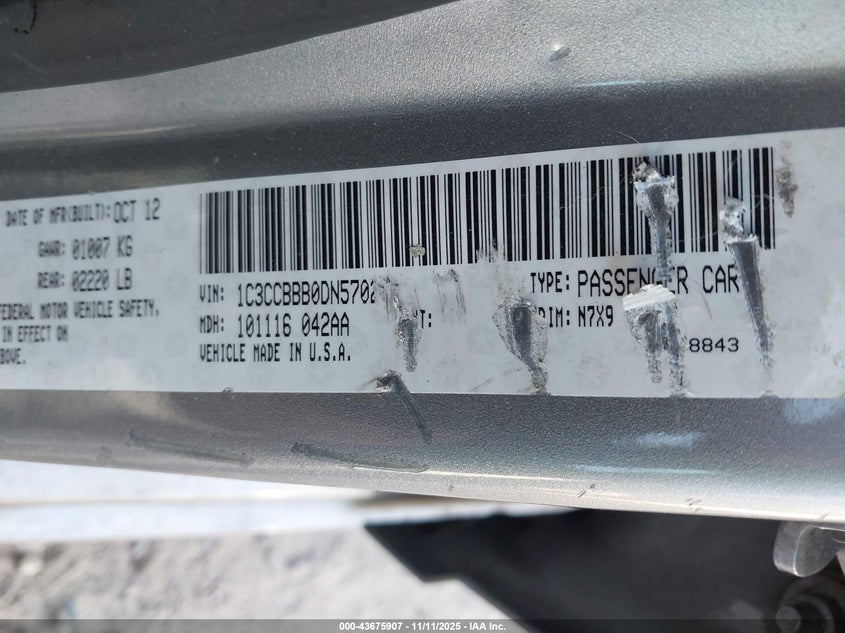 DATE OF MFR(BUILT): OCT 12
GAWR: 01007 KG
REAR: 02220 LB
FEDERAL MOTOR VEHICLE SAFETY,
IN EFFECT ON
ABOVE.
VIN: 1C3CCBBB0DN5702
TYPE: PASSENGER CAR
MDH: 101116 042AA
TRIM: N7X9
VEHICLE MADE IN U.S.A.
8843
000-43675907 - 11/11/2025 - IAA Inc.